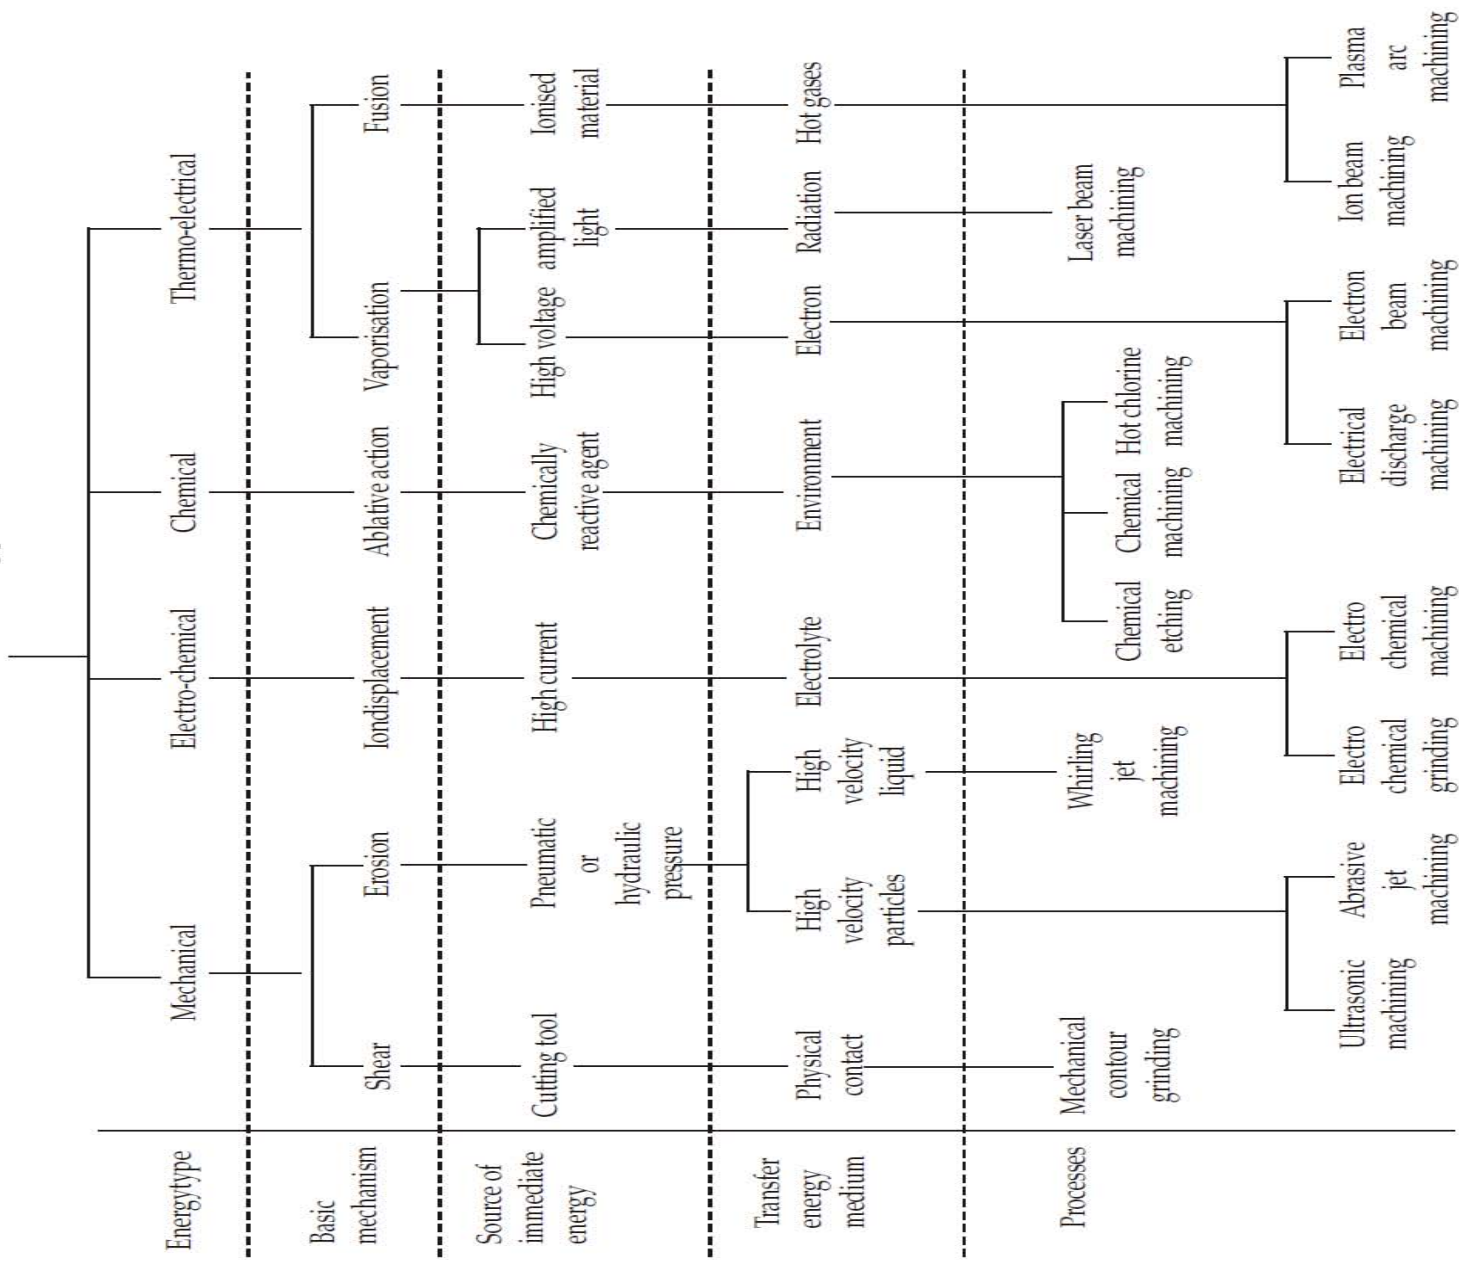 Energytype
Mechanical
Electro-chemical
Chemical
Thermo-electrical
Basic
mechanism
Shear
Erosion
Iondisplacement
Ablative action
Vaporisation
Fusion
Source of
immediate
energy
Cutting tool
Pneumatic
or
hydraulic
pressure
High current
Chemically
reactive agent
High voltage
amplified
light
Ionised
material
Transfer
energy
medium
Physical
contact
High
velocity
particles
High
velocity
liquid
Electrolyte
Environment
Electron
Radiation
Hot gases
Processes
Mechanical
contour
grinding
Whirling
jet
machining
Chemical
etching
Chemical
machining
Hot chlorine
machining
Laser beam
machining
Ultrasonic
machining
Abrasive
jet
machining
Electro
chemical
grinding
Electro
chemical
machining
Electrical
discharge
machining
Electron
beam
machining
Ion beam
machining
Plasma
arc
machining